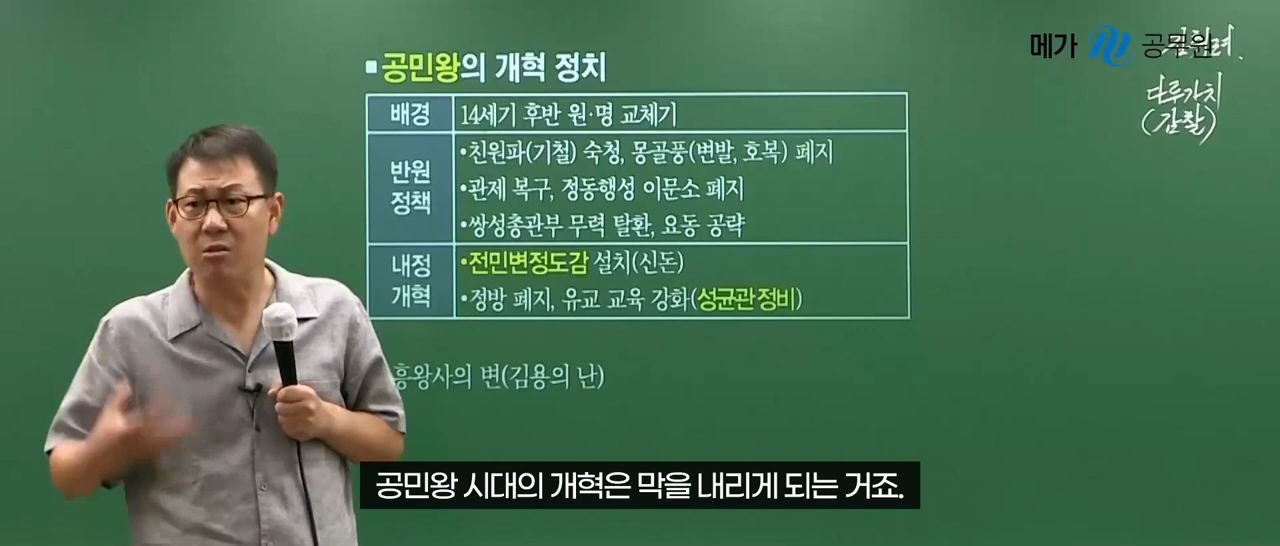 메가 공무원
▪공민왕의 개혁 정치
배경
14세기 후반 원·명 교체기
반원
정책
•친원파(기철) 숙청, 몽골풍(변발, 호복) 폐지
•관제 복구, 정동행성 이문소 폐지
•쌍성총관부 무력 탈환, 요동 공략
내정
개혁
•전민변정도감 설치(신돈)
•정방 폐지, 유교 교육 강화(성균관 정비)
흥왕사의 변(김용의 난)
다루가치
(감찰)
공민왕 시대의 개혁은 막을 내리게 되는 거죠.